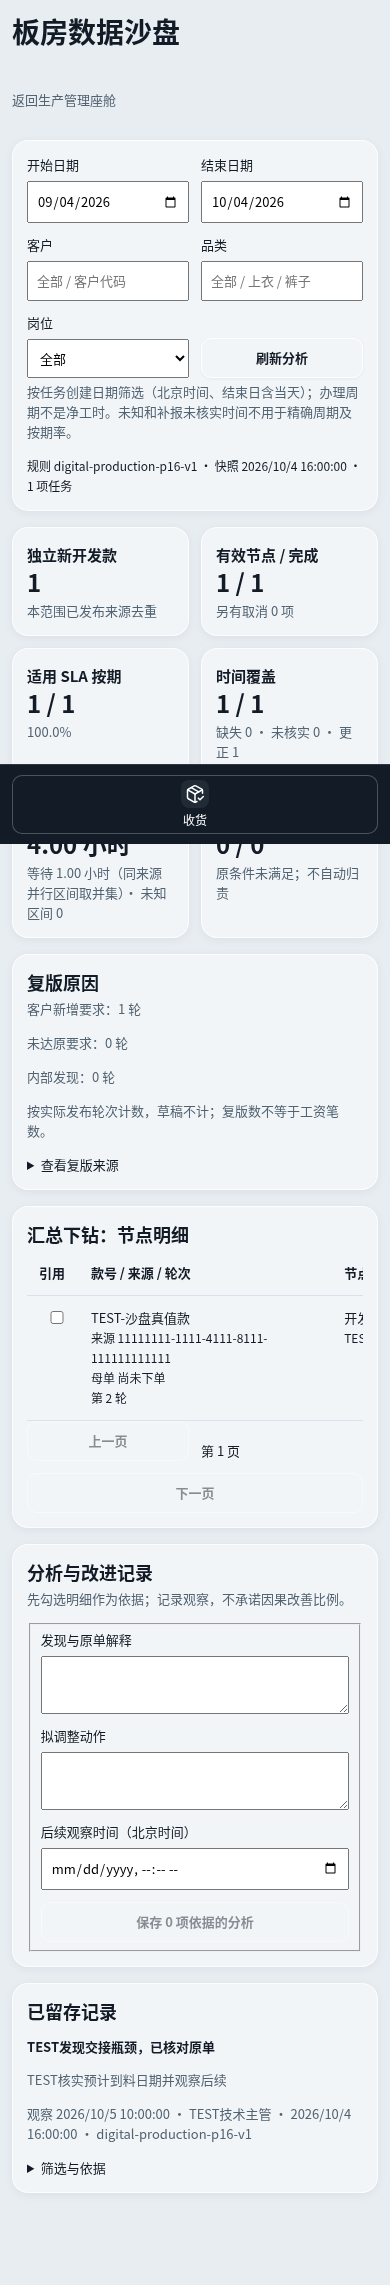 板房数据沙盘
返回生产管理座舱
开始日期
结束日期
09/04/2026
10/04/2026
客户
品类
全部 / 客户代码
全部 / 上衣 / 裤子
岗位
全部
刷新分析
按任务创建日期筛选（北京时间、结束日含当天）；办理周
期不是净工时。未知和补报未核实时间不用于精确周期及
按期率。
规则 digital-production-p16-v1 · 快照 2026/10/4 16:00:00 ·
1 项任务
独立新开发款
1
本范围已发布来源去重
有效节点 / 完成
1 / 1
另有取消 0 项
适用 SLA 按期
1 / 1
100.0%
时间覆盖
1 / 1
缺失 0 · 未核实 0 · 更
正 1
收货
4.00 小时
等待 1.00 小时（同来源
并行区间取并集）· 未知
区间 0
0 / 0
原条件未满足；不自动归
责
复版原因
客户新增要求：1 轮
未达原要求：0 轮
内部发现：0 轮
按实际发布轮次计数，草稿不计；复版数不等于工资笔
数。
查看复版来源
汇总下钻：节点明细
引用
款号 / 来源 / 轮次
TEST-沙盘真值款
来源 11111111-1111-4111-8111-
111111111111
母单 尚未下单
第 2 轮
上一页
第 1 页
下一页
分析与改进记录
先勾选明细作为依据；记录观察，不承诺因果改善比例。
发现与原单解释
拟调整动作
后续观察时间（北京时间）
mm/dd/yyyy, --:-- --
保存 0 项依据的分析
已留存记录
TEST发现交接瓶颈，已核对原单
TEST核实预计到料日期并观察后续
观察 2026/10/5 10:00:00 · TEST技术主管 · 2026/10/4
16:00:00 · digital-production-p16-v1
筛选与依据